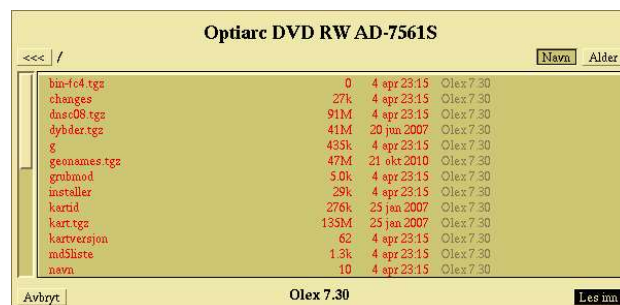 Optiarc DVD RW AD-7561S
<<< / Navn Alder
bin-fc4.tgz 0 4 apr 23:15 Olex 7.30
changes 27k 4 apr 23:15 Olex 7.30
dnsc08.tgz 91M 4 apr 23:15 Olex 7.30
dybder.tgz 41M 20 jun 2007 Olex 7.30
g 435k 4 apr 23:15 Olex 7.30
geonames.tgz 47M 21 okt 2010 Olex 7.30
grubmod 5.0k 4 apr 23:15 Olex 7.30
installer 29k 4 apr 23:15 Olex 7.30
kartid 276k 25 jan 2007 Olex 7.30
kart.tgz 135M 25 jan 2007 Olex 7.30
kartversjon 62 4 apr 23:15 Olex 7.30
md5liste 1.3k 4 apr 23:15 Olex 7.30
navn 10 4 apr 23:15 Olex 7.30
Avbryt Olex 7.30 Les inn